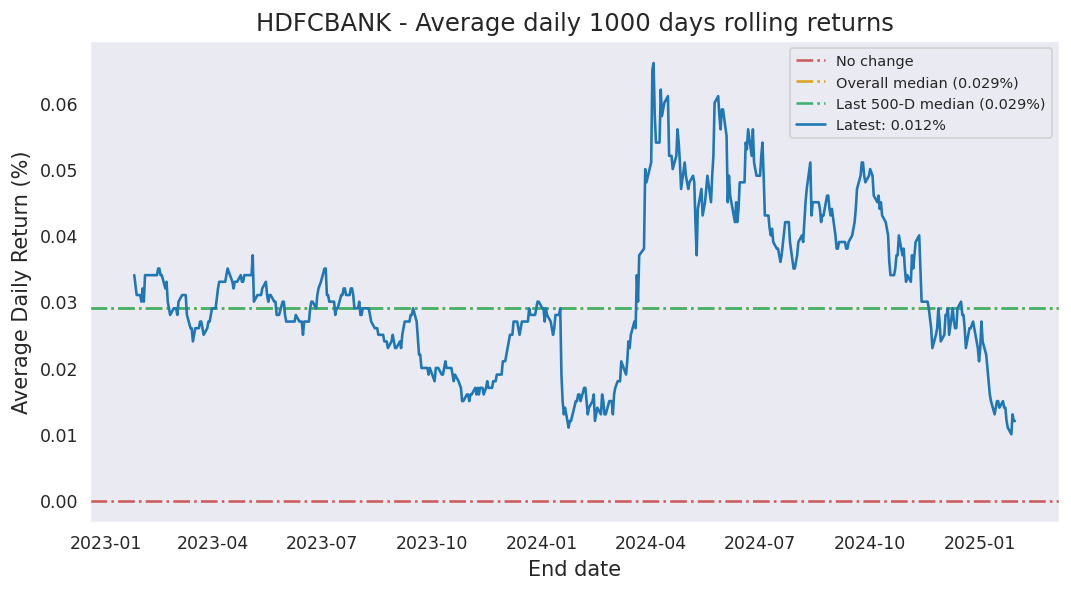 HDFCBANK - Average daily 1000 days rolling returns
No change
Overall median (0.029%)
Last 500-D median (0.029%)
Latest: 0.012%
Average Daily Return (%)
0.06
0.05
0.04
0.03
0.02
0.01
0.00
2023-01 2023-04 2023-07 2023-10 2024-01 2024-04 2024-07 2024-10 2025-01
End date